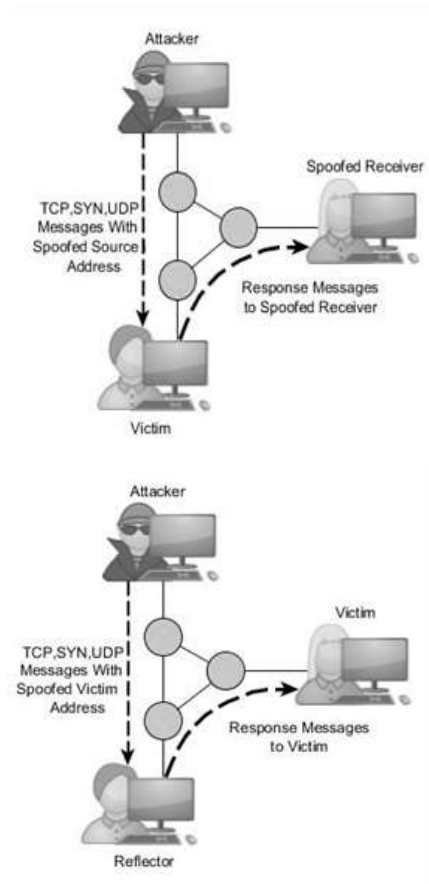 Attacker
Spoofed Receiver
TCP,SYN,UDP
Messages With
Spoofed Source
Address
Response Messages
to Spoofed Receiver
Victim
Attacker
Victim
TCP,SYN,UDP
Messages With
Spoofed Victim
Address
Response Messages
to Victim
Reflector